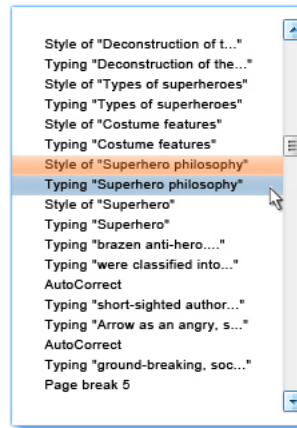 Style of "Deconstruction of t..."
Typing "Deconstruction of the..."
Style of "Types of superheroes"
Typing "Types of superheroes"
Style of "Costume features"
Typing "Costume features"
Style of "Superhero philosophy"
Typing "Superhero philosophy"
Style of "Superhero"
Typing "Superhero"
Typing "brazen anti-hero...."
Typing "were classified into..."
AutoCorrect
Typing "short-sighted author..."
Typing "Arrow as an angry, s..."
AutoCorrect
Typing "ground-breaking, soc..."
Page break 5